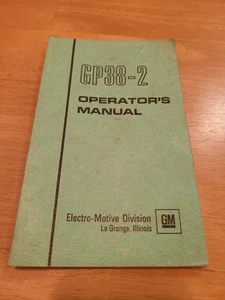 GP38-2
OPERATOR'S
MANUAL
Electro-Motive Division
La Grange, Illinois
GM